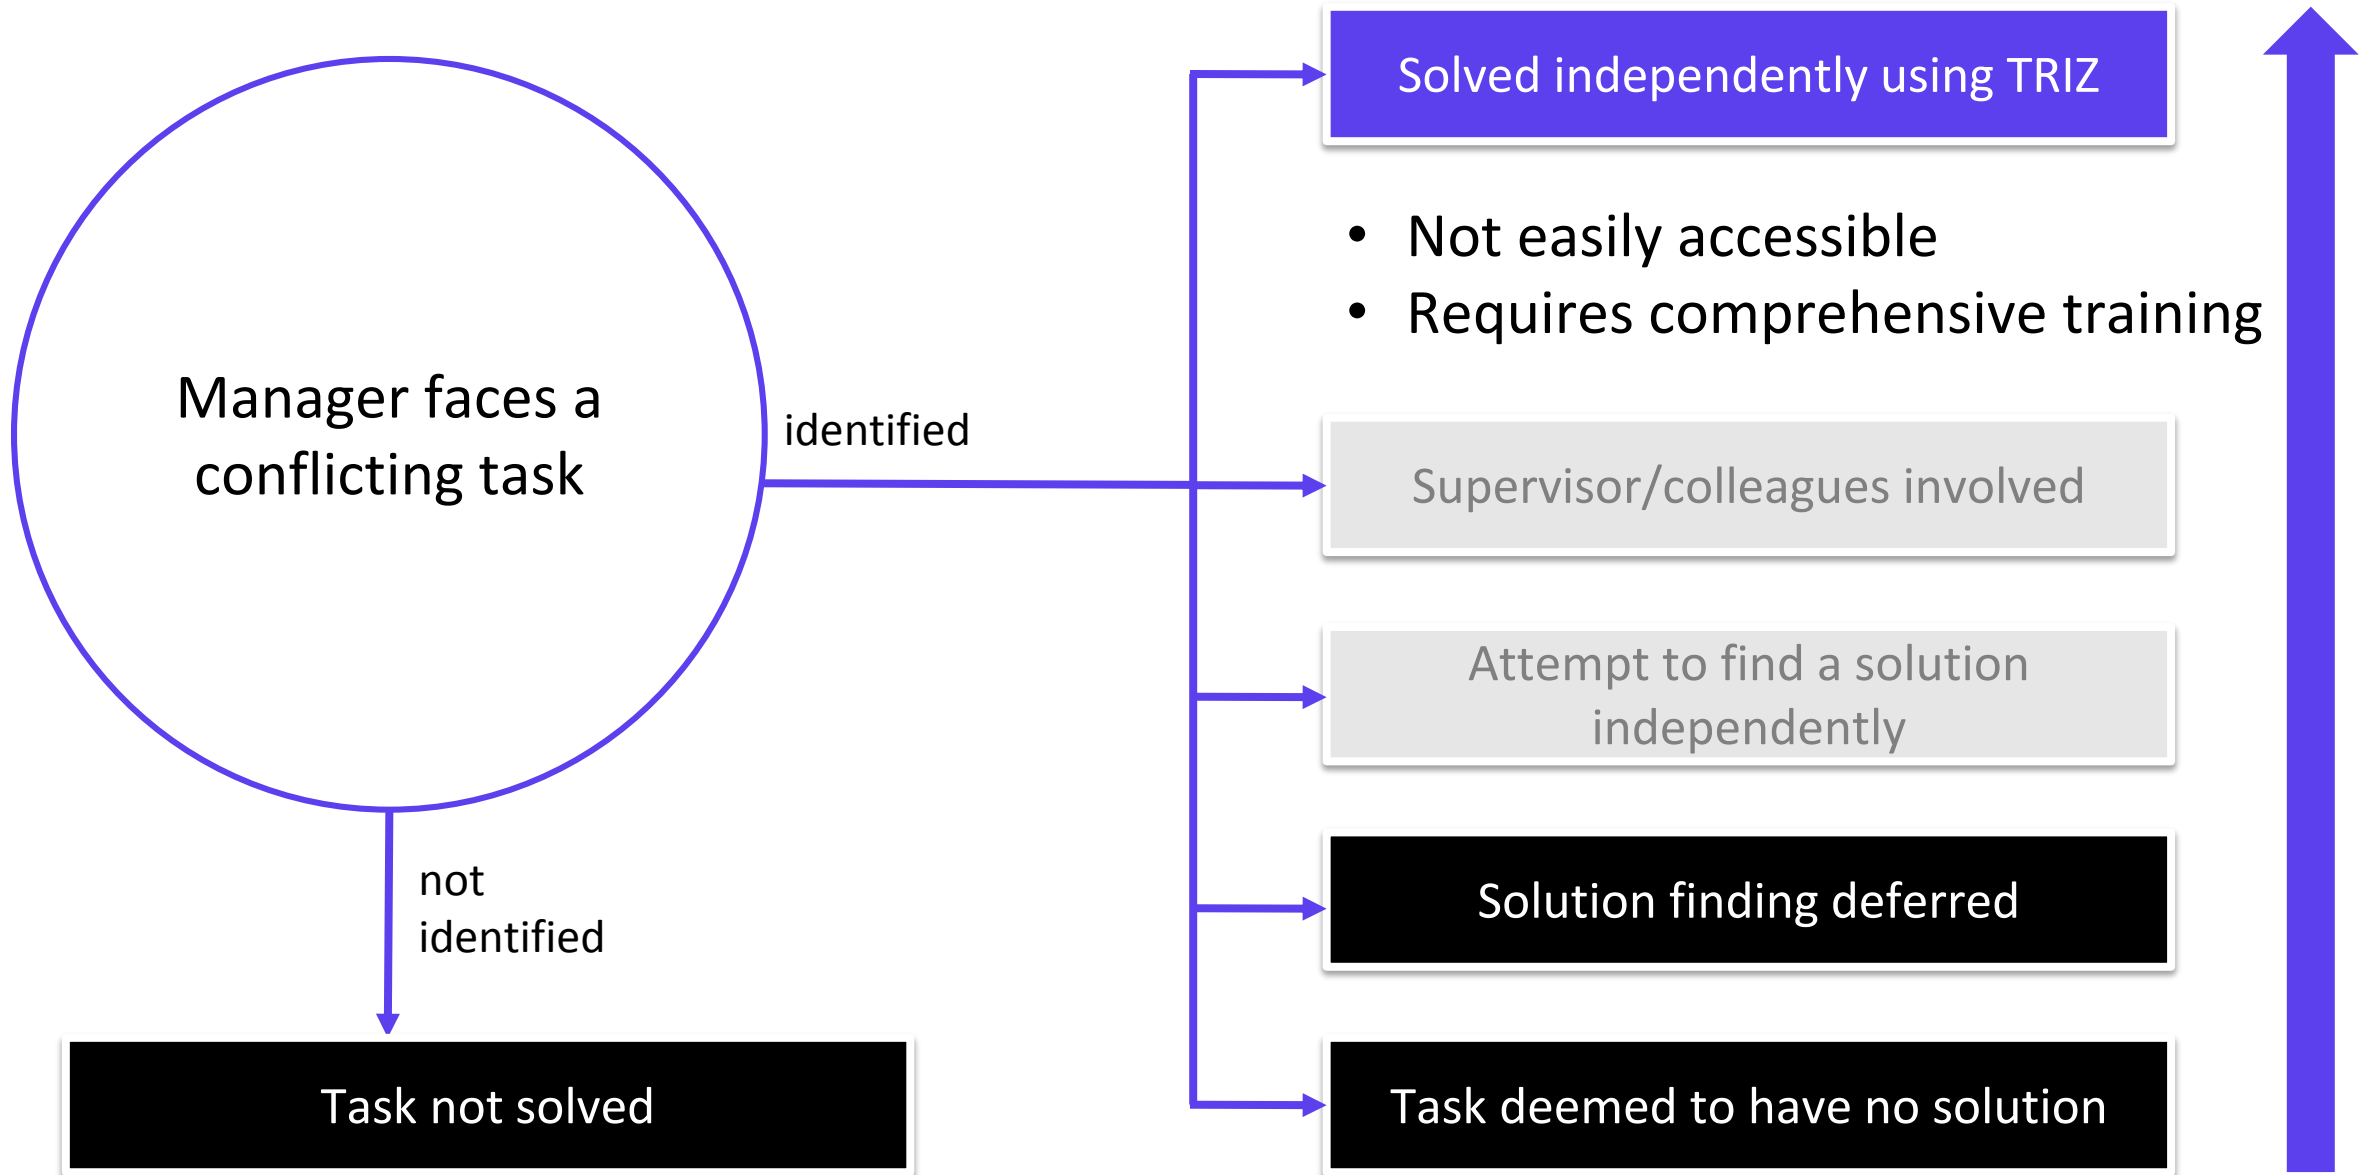 Manager faces a
conflicting task
identified
not
identified
Task not solved
Solved independently using TRIZ
• Not easily accessible
• Requires comprehensive training
Supervisor/colleagues involved
Attempt to find a solution
independently
Solution finding deferred
Task deemed to have no solution